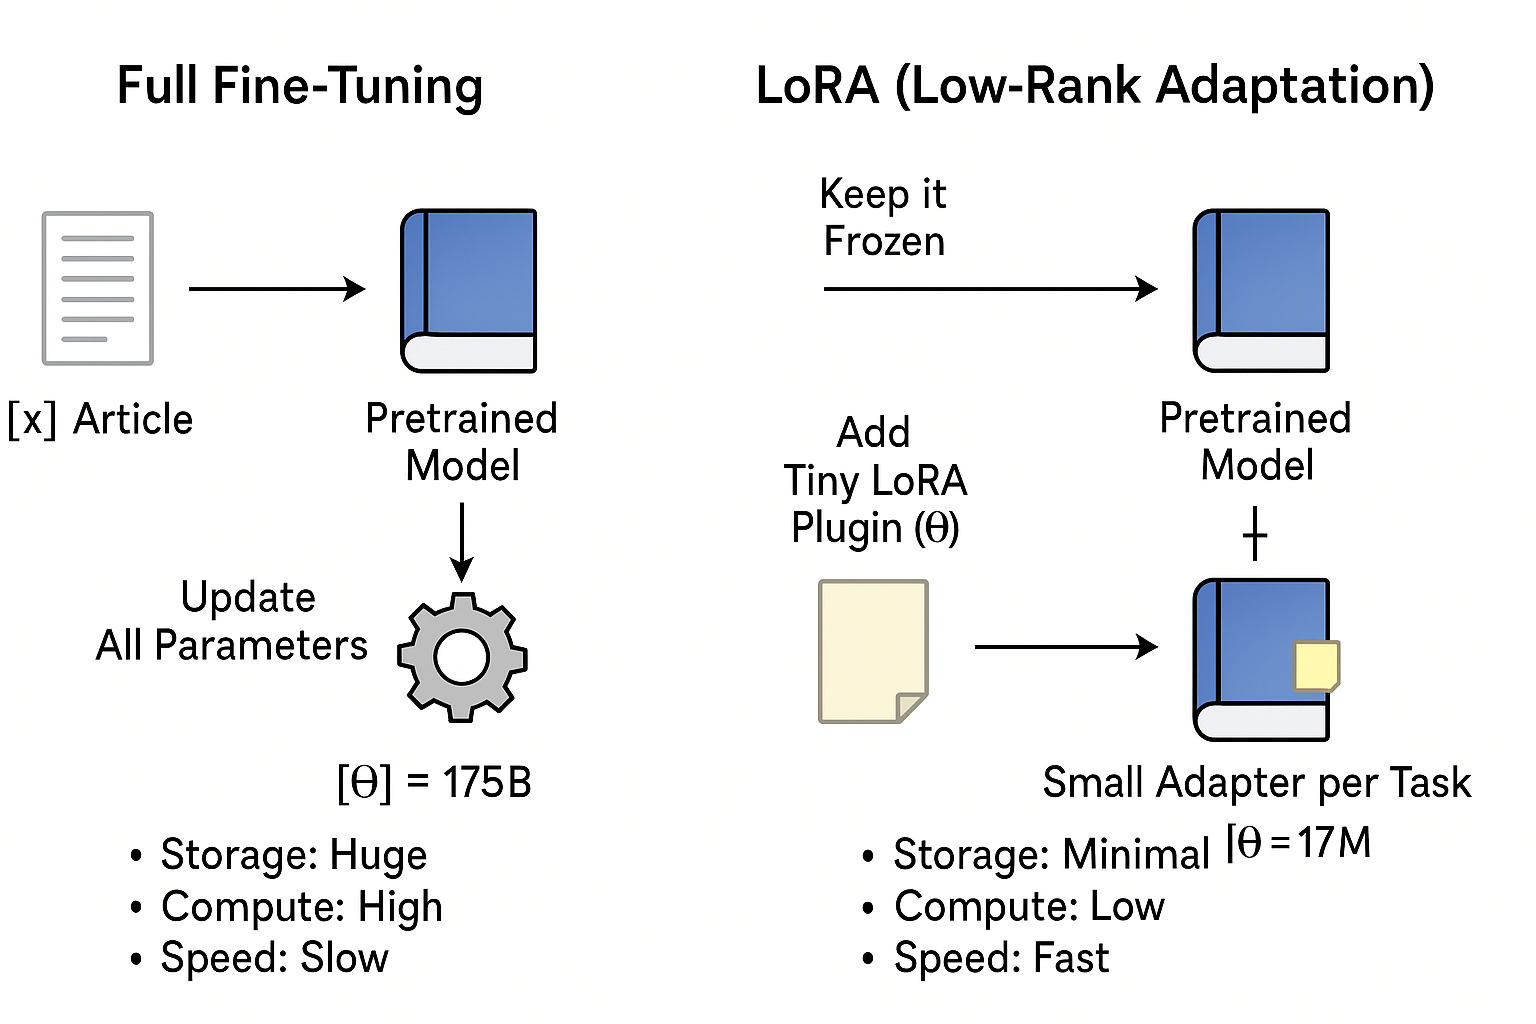 Full Fine-Tuning
[x] Article
Pretrained
Model
Update
All Parameters
[θ] = 175B
• Storage: Huge
• Compute: High
• Speed: Slow
LoRA (Low-Rank Adaptation)
Keep it
Frozen
Pretrained
Model
Add
Tiny LoRA
Plugin (θ)
Small Adapter per Task
[θ = 17M
• Storage: Minimal
• Compute: Low
• Speed: Fast